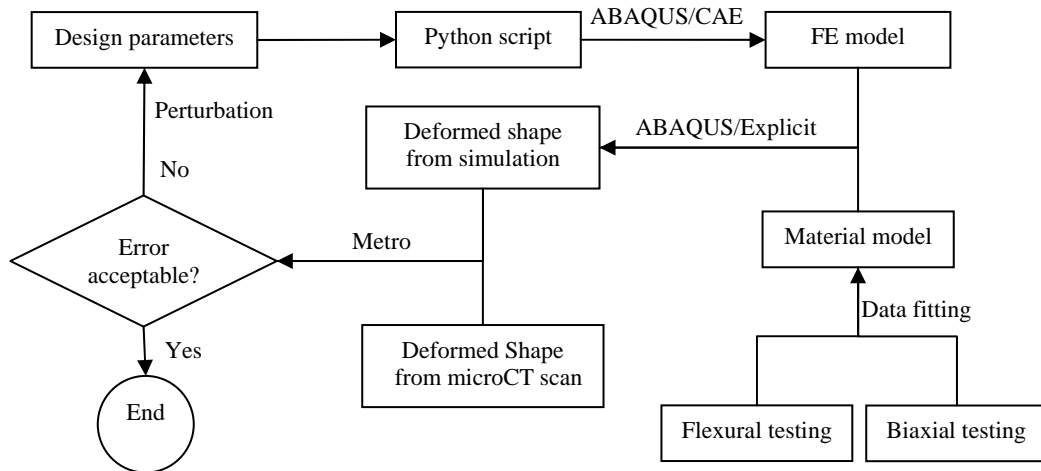 ABAQUS/CAE
Design parameters
Python script
FE model
Perturbation
Deformed shape
from simulation
ABAQUS/Explicit
No
Error
acceptable?
Metro
Material model
Data fitting
Yes
Deformed Shape
from microCT scan
End
Flexural testing
Biaxial testing